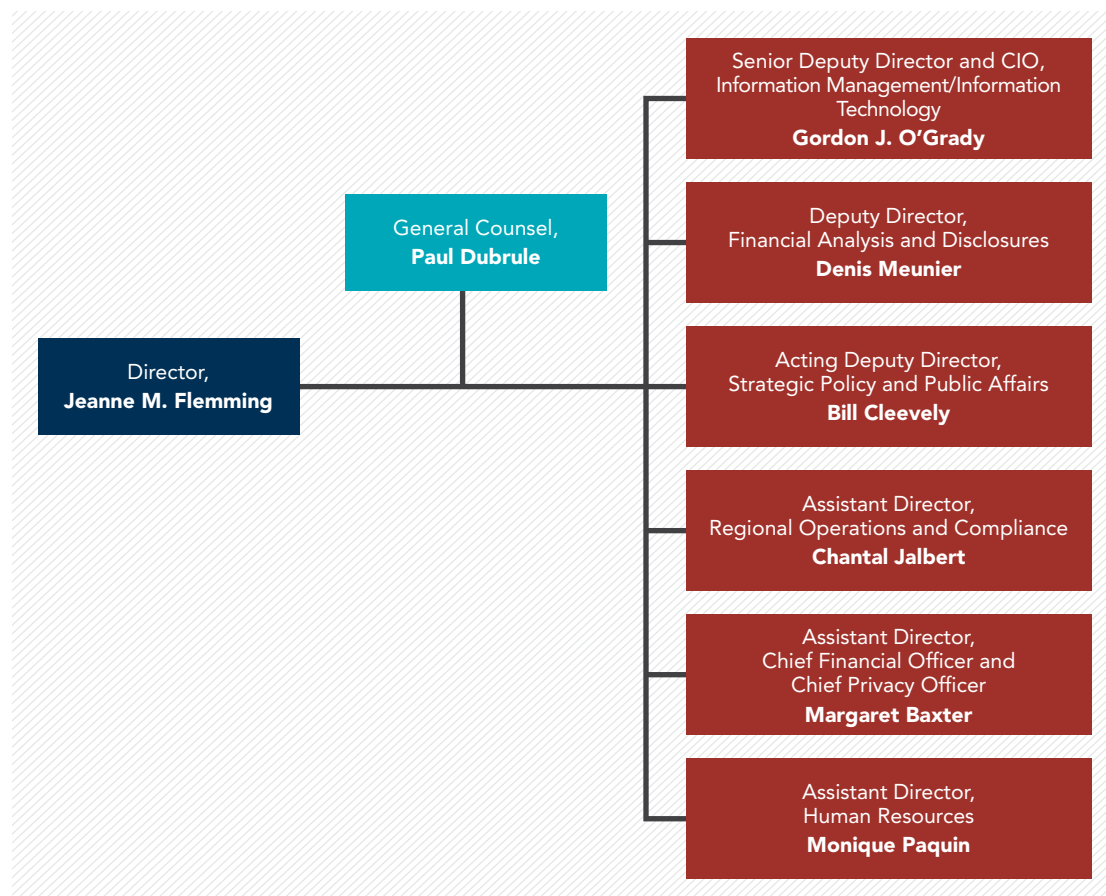 Senior Deputy Director and CIO,
Information Management/Information
Technology
Gordon J. O’Grady
General Counsel,
Paul Dubrule
Deputy Director,
Financial Analysis and Disclosures
Denis Meunier
Director,
Jeanne M. Flemming
Acting Deputy Director,
Strategic Policy and Public Affairs
Bill Cleevely
Assistant Director,
Regional Operations and Compliance
Chantal Jalbert
Assistant Director,
Chief Financial Officer and
Chief Privacy Officer
Margaret Baxter
Assistant Director,
Human Resources
Monique Paquin